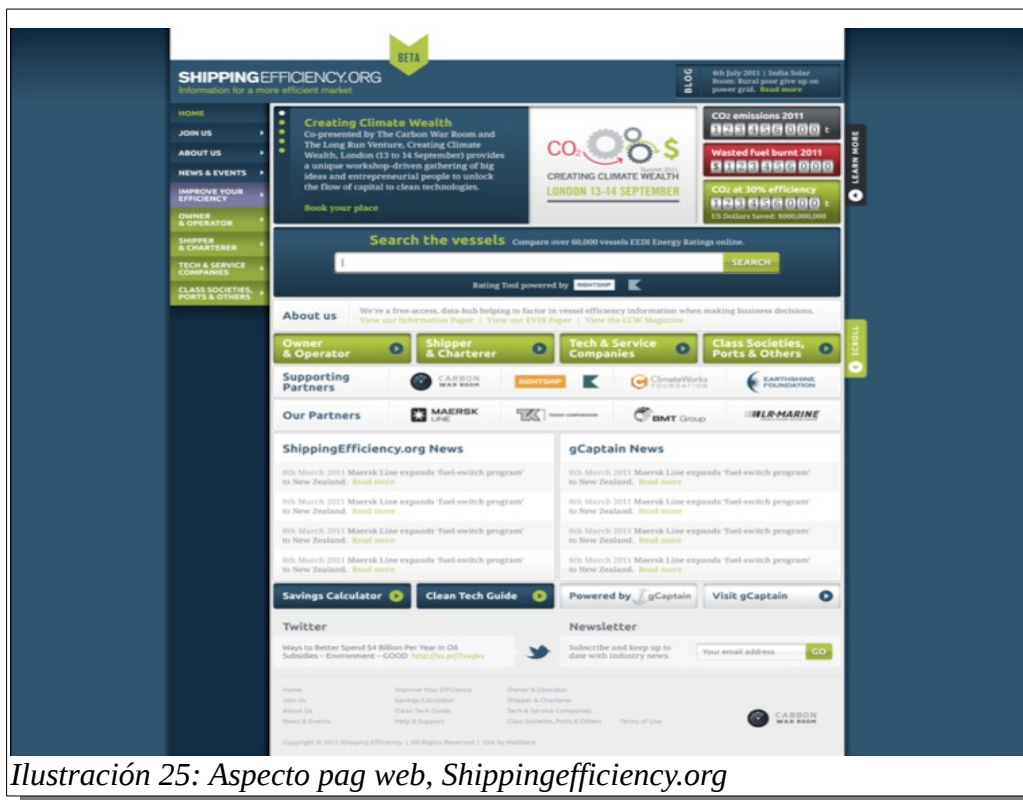 BETA
SHIPPINGEFFICIENCY.ORG
Information for a more efficient market
BLOG
4th July 2011 | India Solar
Boom: Rural poor give up on
power grid. Read more
HOME
JOIN US
ABOUT US
NEWS & EVENTS
IMPROVE YOUR
EFFICIENCY
OWNER
& OPERATOR
SHIPPER
& CHARTERER
TECH & SERVICE
COMPANIES
CLASS SOCIETIES,
PORTS & OTHERS
Creating Climate Wealth
Co-presented by The Carbon War Room and
The Long Run Venture, Creating Climate
Wealth, London (13 to 14 September) provides
a unique workshop-driven gathering of big
ideas and entrepreneurial people to unlock
the flow of capital to clean technologies.
Book your place
CO2 $
Summit 2011
CREATING CLIMATE WEALTH
LONDON 13-14 SEPTEMBER
CO2 emissions 2011
123456000 t
Wasted fuel burnt 2011
$ 123456000
CO2 at 30% efficiency
123456000 t
US Dollars Saved: $000,000,000
LEARN MORE
Search the vessels Compare over 60,000 vessels EEDI Energy Ratings online.
SEARCH
Rating Tool powered by RIGHTSHIP
About us
We're a free-access, data-hub helping to factor in vessel efficiency information when making business decisions.
View our Information Paper | View our EVDI Paper | View the CCW Magazine
SCROLL
Owner
& Operator
Shipper
& Charterer
Tech & Service
Companies
Class Societies,
Ports & Others
Supporting
Partners
CARBON
WAR ROOM
RIGHTSHIP
ClimateWorks
FOUNDATION
EARTHSHINE
FOUNDATION
Our Partners
MAERSK
LINE
BMT Group
LR-MARINE
ShippingEfficiency.org News
8th March 2011 Maersk Line expands 'fuel-switch program'
to New Zealand. Read more
8th March 2011 Maersk Line expands 'fuel-switch program'
to New Zealand. Read more
8th March 2011 Maersk Line expands 'fuel-switch program'
to New Zealand. Read more
8th March 2011 Maersk Line expands 'fuel-switch program'
to New Zealand. Read more
gCaptain News
8th March 2011 Maersk Line expands 'fuel-switch program'
to New Zealand. Read more
8th March 2011 Maersk Line expands 'fuel-switch program'
to New Zealand. Read more
8th March 2011 Maersk Line expands 'fuel-switch program'
to New Zealand. Read more
8th March 2011 Maersk Line expands 'fuel-switch program'
to New Zealand. Read more
Savings Calculator
Clean Tech Guide
Powered by gCaptain
Visit gCaptain
Twitter
Ways to Better Spend $4 Billion Per Year in Oil
Subsidies – Environment – GOOD
Newsletter
Subscribe and keep up to
date with industry news.
Your email address
GO
Home
Join Us
About Us
News & Events
Improve Your Efficiency
Savings Calculator
Clean Tech Guide
Help & Support
Owner & Operator
Shipper & Charterer
Tech & Service Companies
Class Societies, Ports & Others
Terms of Use
CARBON
WAR ROOM
Copyright © 2011 Shipping Efficiency | All Rights Reserved | Site by MatStack
Ilustración 25: Aspecto pag web, Shippingefficiency.org